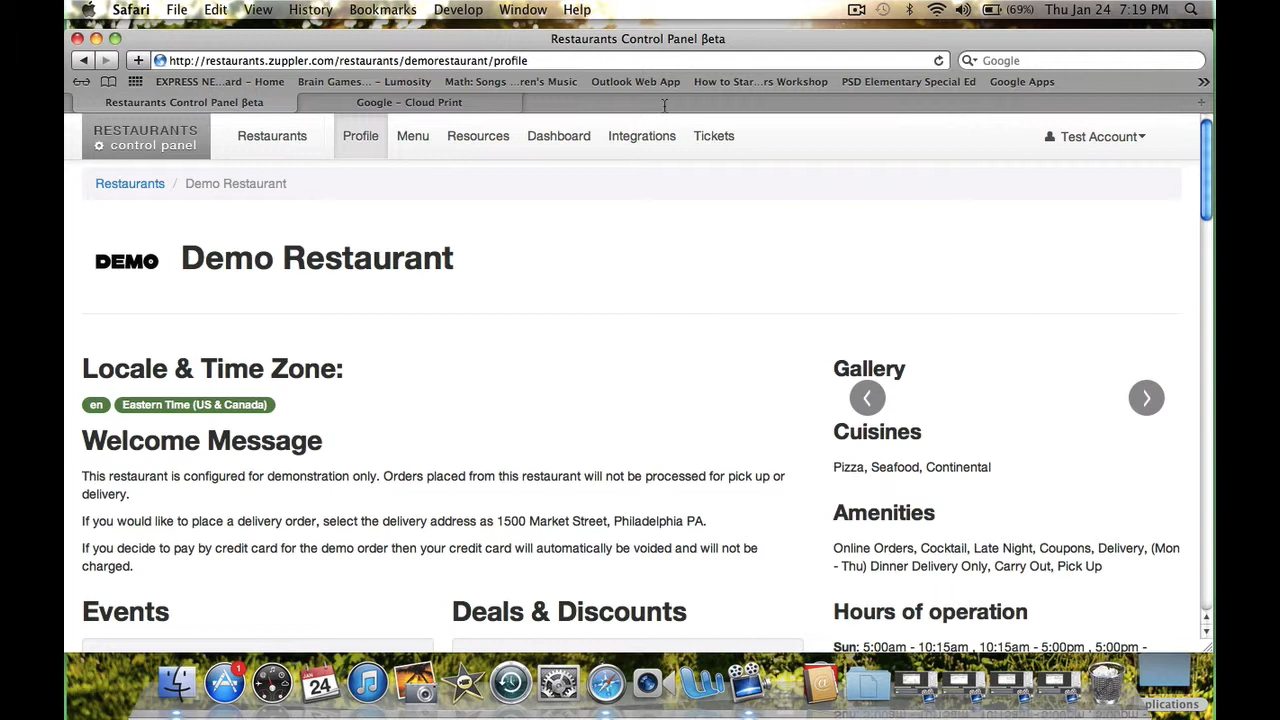 Safari File Edit View History Bookmarks Develop Window Help (69%) Thu Jan 24 7:19 PM
Restaurants Control Panel βeta
http://restaurants.zuppler.com/restaurants/demorestaurant/profile Google
EXPRESS NE...ard – Home Brain Games... – Lumosity Math: Songs ...ren's Music Outlook Web App How to Star...rs Workshop PSD Elementary Special Ed Google Apps
Restaurants Control Panel βeta Google – Cloud Print
RESTAURANTS
control panel
Restaurants Profile Menu Resources Dashboard Integrations Tickets Test Account
Restaurants / Demo Restaurant
DEMO Demo Restaurant
Locale & Time Zone:
en Eastern Time (US & Canada)
Welcome Message
This restaurant is configured for demonstration only. Orders placed from this restaurant will not be processed for pick up or
delivery.
If you would like to place a delivery order, select the delivery address as 1500 Market Street, Philadelphia PA.
If you decide to pay by credit card for the demo order then your credit card will automatically be voided and will not be
charged.
Events
Deals & Discounts
Gallery
Cuisines
Pizza, Seafood, Continental
Amenities
Online Orders, Cocktail, Late Night, Coupons, Delivery, (Mon
- Thu) Dinner Delivery Only, Carry Out, Pick Up
Hours of operation
Sun: 5:00am - 10:15am , 10:15am - 5:00pm , 5:00pm -
1
JAN
24
plications